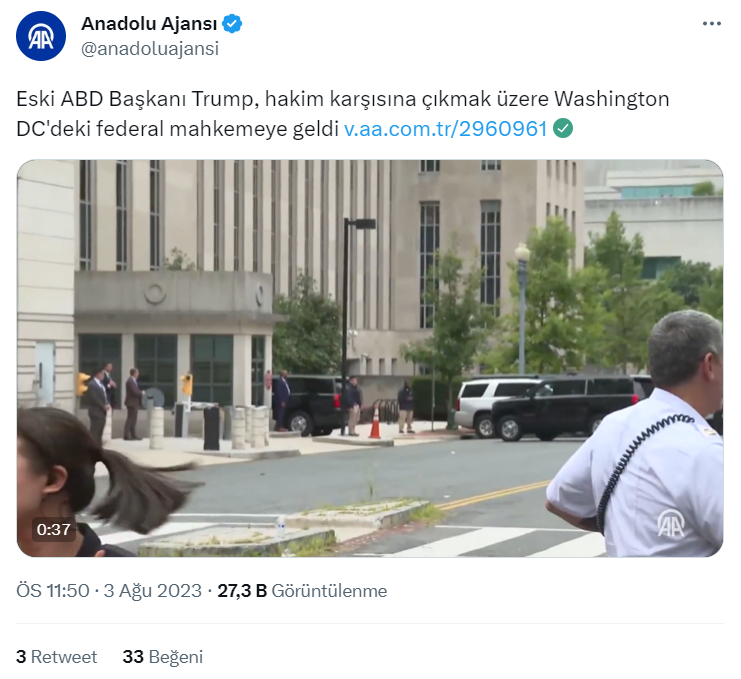 Anadolu Ajansı
@anadoluajansi
Eski ABD Başkanı Trump, hakim karşısına çıkmak üzere Washington
DC'deki federal mahkemeye geldi v.aa.com.tr/2960961
0:37
AA
ÖS 11:50 · 3 Ağu 2023 · 27,3 B Görüntülenme
3 Retweet 33 Beğeni